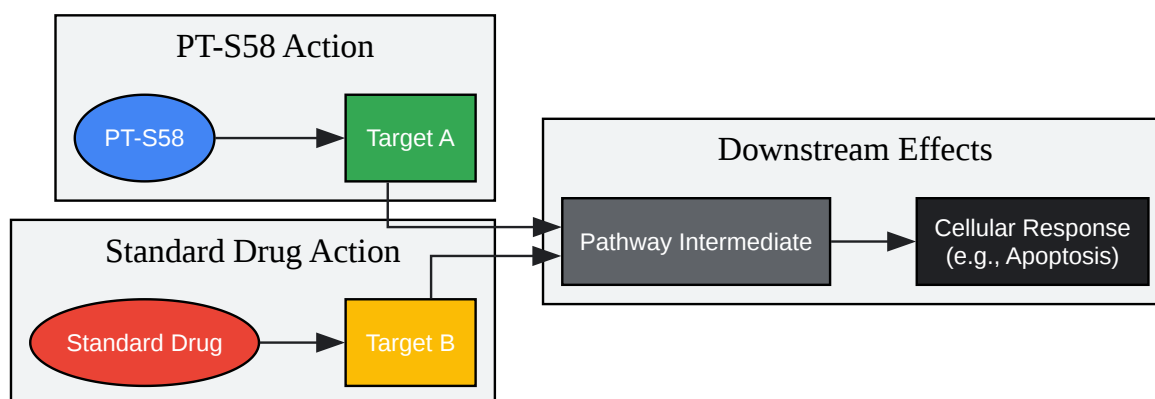 PT-S58 Action
PT-S58
Target A
Standard Drug Action
Standard Drug
Target B
Downstream Effects
Pathway Intermediate
Cellular Response
(e.g., Apoptosis)